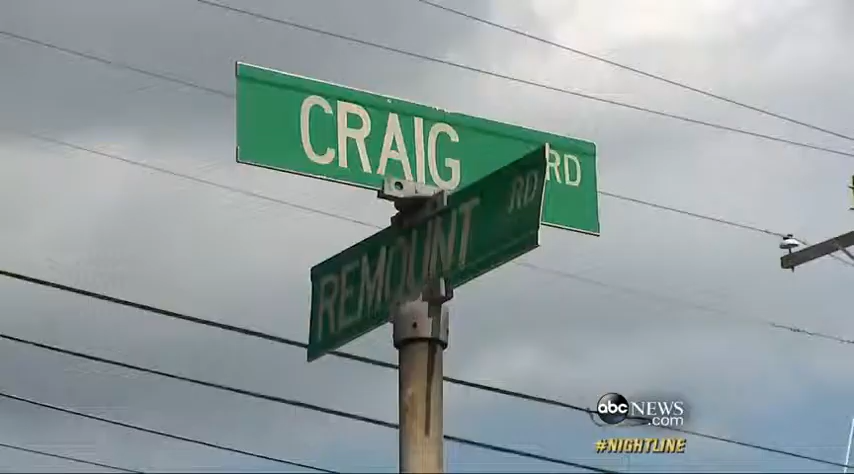 CRAIG RD
REMOUNT RD
abc NEWS
.com
#NIGHTLINE